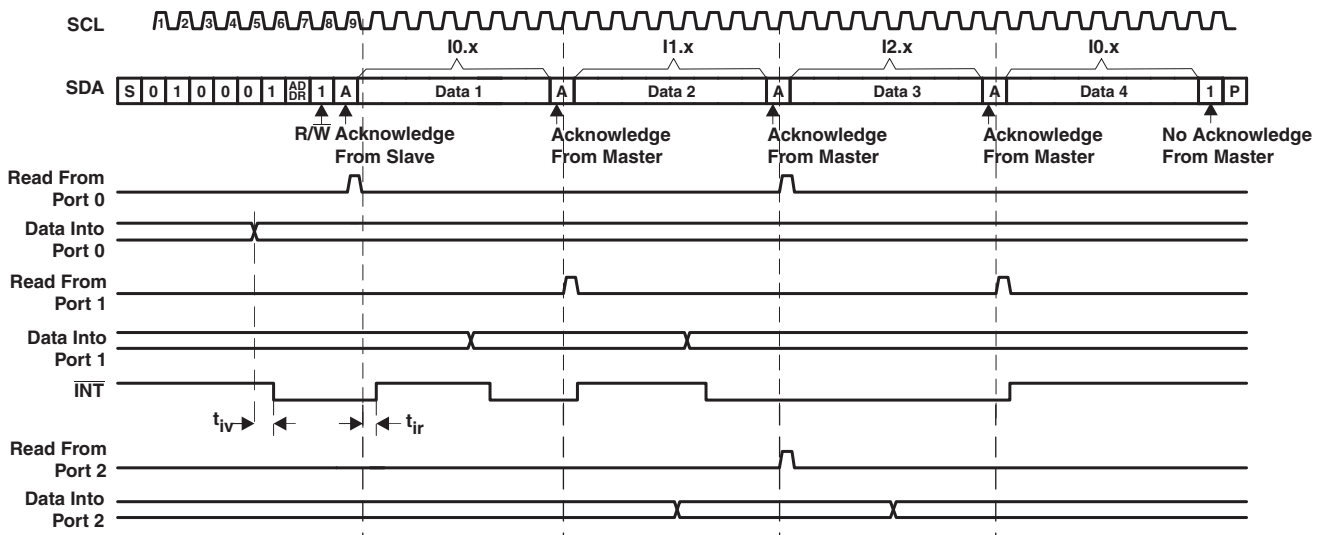 SCL 1 2 3 4 5 6 7 8 9
I0.x I1.x I2.x I0.x
SDA S 0 1 0 0 0 1 AD DR 1 A Data 1 A Data 2 A Data 3 A Data 4 1 P
R/W Acknowledge From Slave
Acknowledge From Master
Acknowledge From Master
Acknowledge From Master
No Acknowledge From Master
Read From
Port 0
Data Into
Port 0
Read From
Port 1
Data Into
Port 1
INT
tiv tir
Read From
Port 2
Data Into
Port 2